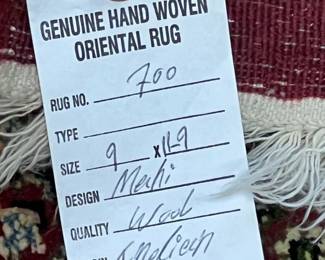 GENUINE HAND WOVEN
ORIENTAL RUG
RUG NO. 700
TYPE
SIZE 9 X 11-9
DESIGN
QUALITY Wool